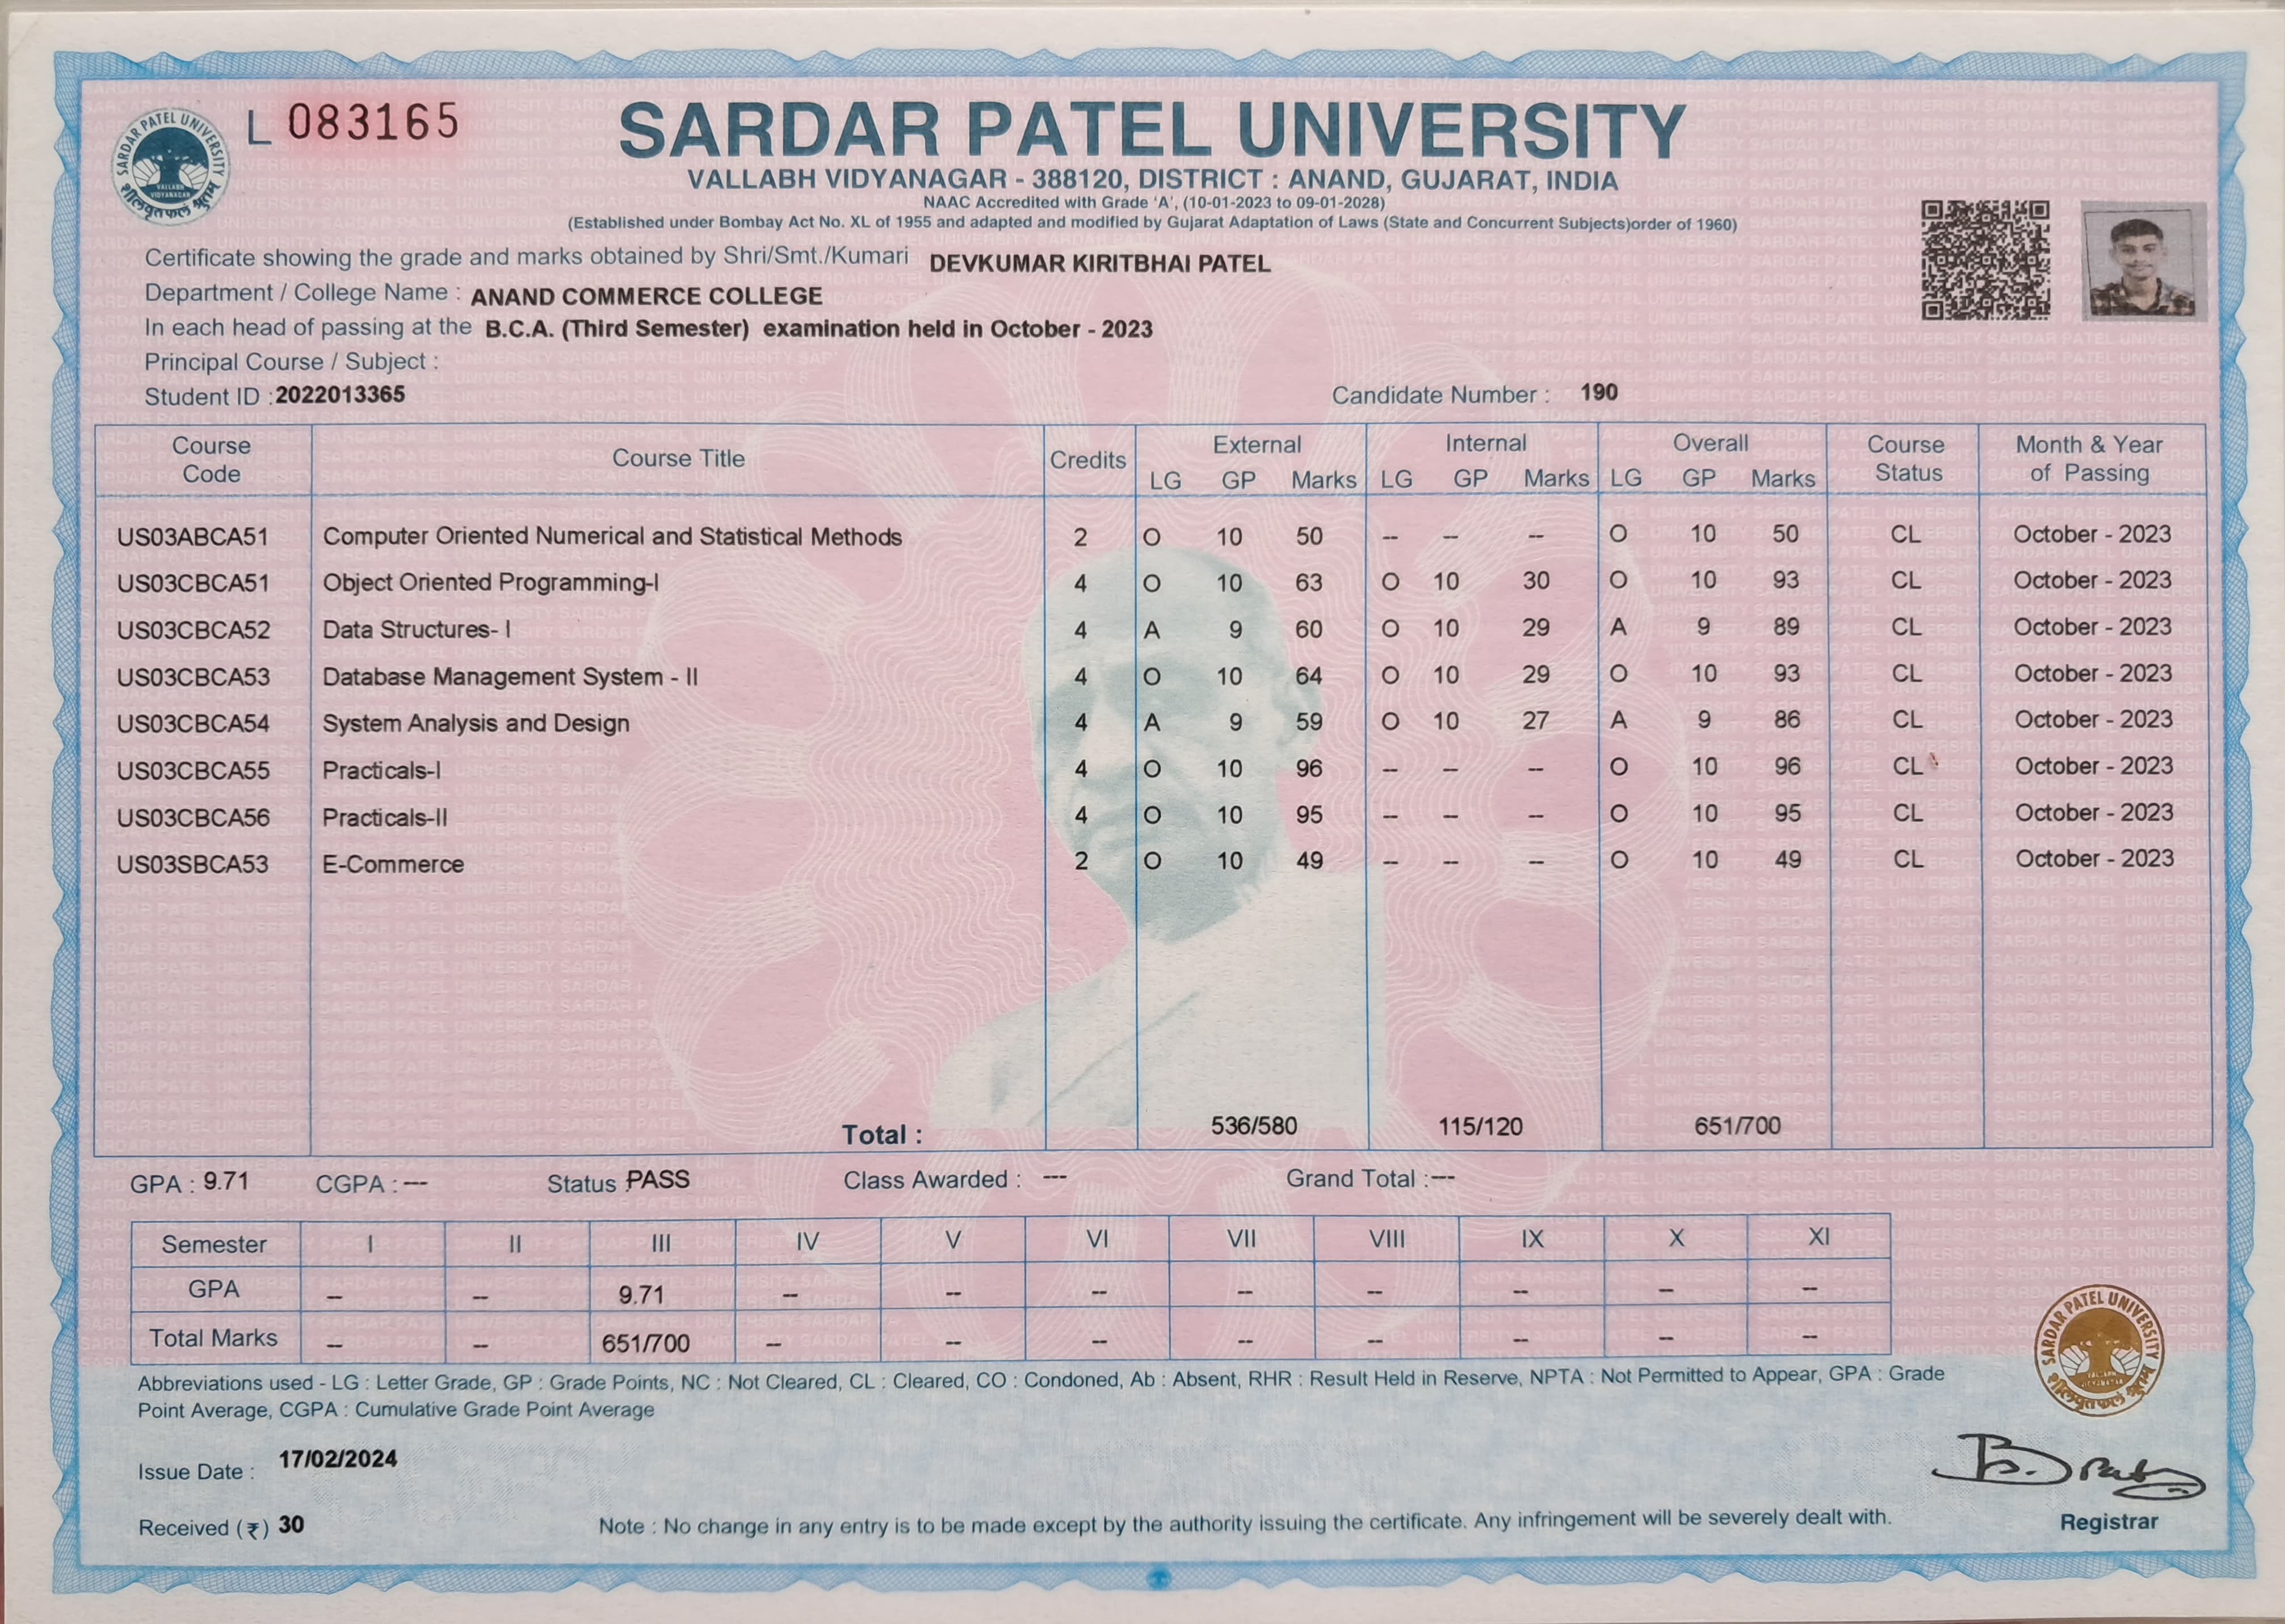 L 083165
SARDAR PATEL UNIVERSITY
VALLABH VIDYANAGAR
शीलवृत्तफलं श्रुतम्
SARDAR PATEL UNIVERSITY
VALLABH VIDYANAGAR - 388120, DISTRICT : ANAND, GUJARAT, INDIA
NAAC Accredited with Grade 'A', (10-01-2023 to 09-01-2028)
(Established under Bombay Act No. XL of 1955 and adapted and modified by Gujarat Adaptation of Laws (State and Concurrent Subjects)order of 1960)
Certificate showing the grade and marks obtained by Shri/Smt./Kumari DEVKUMAR KIRITBHAI PATEL
Department / College Name : ANAND COMMERCE COLLEGE
In each head of passing at the B.C.A. (Third Semester) examination held in October - 2023
Principal Course / Subject :
Student ID :2022013365 Candidate Number : 190
Course Code Course Title Credits External Internal Overall Course Status Month & Year of Passing
LG GP Marks LG GP Marks LG GP Marks
US03ABCA51 Computer Oriented Numerical and Statistical Methods 2 O 10 50 -- -- -- O 10 50 CL October - 2023
US03CBCA51 Object Oriented Programming-I 4 O 10 63 O 10 30 O 10 93 CL October - 2023
US03CBCA52 Data Structures- I 4 A 9 60 O 10 29 A 9 89 CL October - 2023
US03CBCA53 Database Management System - II 4 O 10 64 O 10 29 O 10 93 CL October - 2023
US03CBCA54 System Analysis and Design 4 A 9 59 O 10 27 A 9 86 CL October - 2023
US03CBCA55 Practicals-I 4 O 10 96 -- -- -- O 10 96 CL October - 2023
US03CBCA56 Practicals-II 4 O 10 95 -- -- -- O 10 95 CL October - 2023
US03SBCA53 E-Commerce 2 O 10 49 -- -- -- O 10 49 CL October - 2023
Total : 536/580 115/120 651/700
GPA : 9.71 CGPA : --- Status : PASS Class Awarded : --- Grand Total :---
Semester I II III IV V VI VII VIII IX X XI
GPA -- -- 9.71 -- -- -- -- -- -- -- --
Total Marks -- -- 651/700 -- -- -- -- -- -- -- --
Abbreviations used - LG : Letter Grade, GP : Grade Points, NC : Not Cleared, CL : Cleared, CO : Condoned, Ab : Absent, RHR : Result Held in Reserve, NPTA : Not Permitted to Appear, GPA : Grade
Point Average, CGPA : Cumulative Grade Point Average
SARDAR PATEL UNIVERSITY
VALLABH VIDYANAGAR
शीलवृत्तफलं श्रुतम्
Issue Date : 17/02/2024
Received (₹) 30
Note : No change in any entry is to be made except by the authority issuing the certificate. Any infringement will be severely dealt with.
Registrar